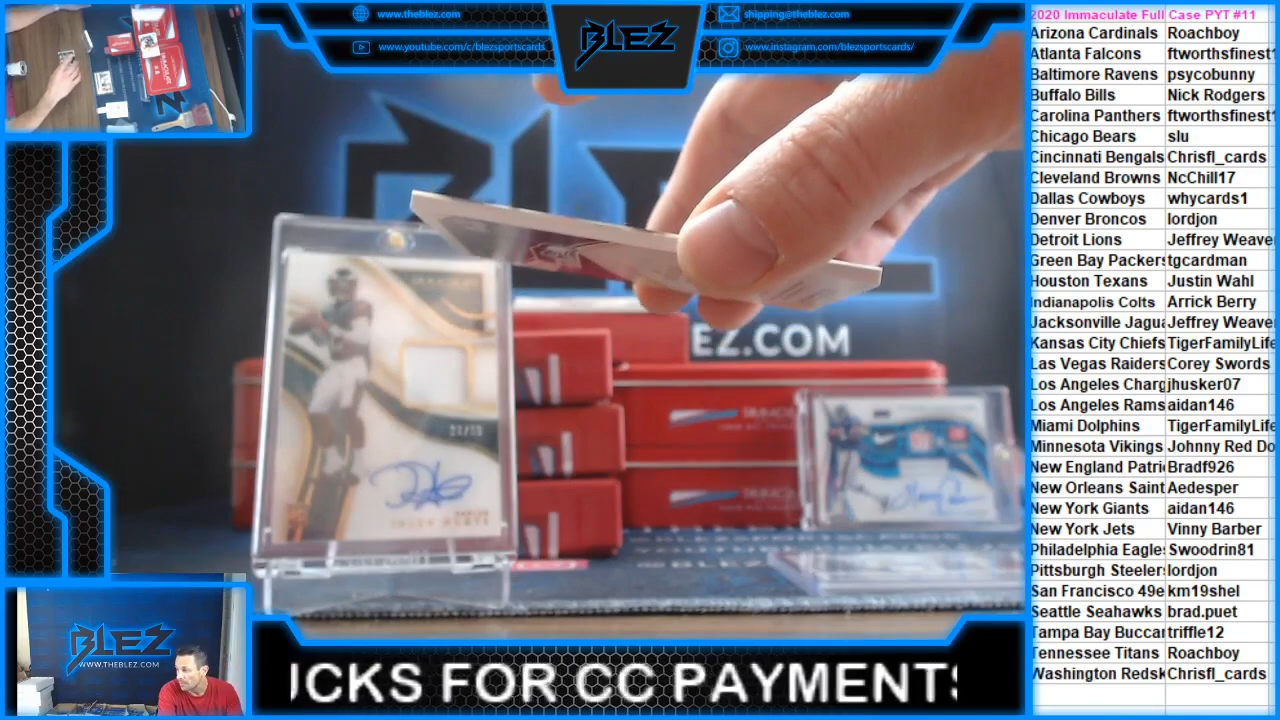 www.theblez.com
www.youtube.com/c/blezsportscards
BLEZ
shipping@theblez.com
www.instagram.com/blezsportscards/
EZ.COM
BLEZ
WWW.THEBLEZ.COM
UCKS FOR CC PAYMENTS
2020 Immaculate Full Case PYT #11
Arizona Cardinals Roachboy
Atlanta Falcons ftworthsfinest1
Baltimore Ravens psycobunny
Buffalo Bills Nick Rodgers
Carolina Panthers ftworthsfinest1
Chicago Bears slu
Cincinnati Bengals Chrisfl_cards
Cleveland Browns NcChill17
Dallas Cowboys whycards1
Denver Broncos lordjon
Detroit Lions Jeffrey Weave
Green Bay Packers tgcardman
Houston Texans Justin Wahl
Indianapolis Colts Arrick Berry
Jacksonville Jagua Jeffrey Weave
Kansas City Chiefs TigerFamilyLife
Las Vegas Raiders Corey Swords
Los Angeles Charg jhusker07
Los Angeles Rams aidan146
Miami Dolphins TigerFamilyLife
Minnesota Vikings Johnny Red Do
New England Patri Bradf926
New Orleans Saint Aedesper
New York Giants aidan146
New York Jets Vinny Barber
Philadelphia Eagle Swoodrin81
Pittsburgh Steeler lordjon
San Francisco 49e km19shel
Seattle Seahawks brad.puet
Tampa Bay Buccar triffle12
Tennessee Titans Roachboy
Washington Redsk Chrisfl_cards